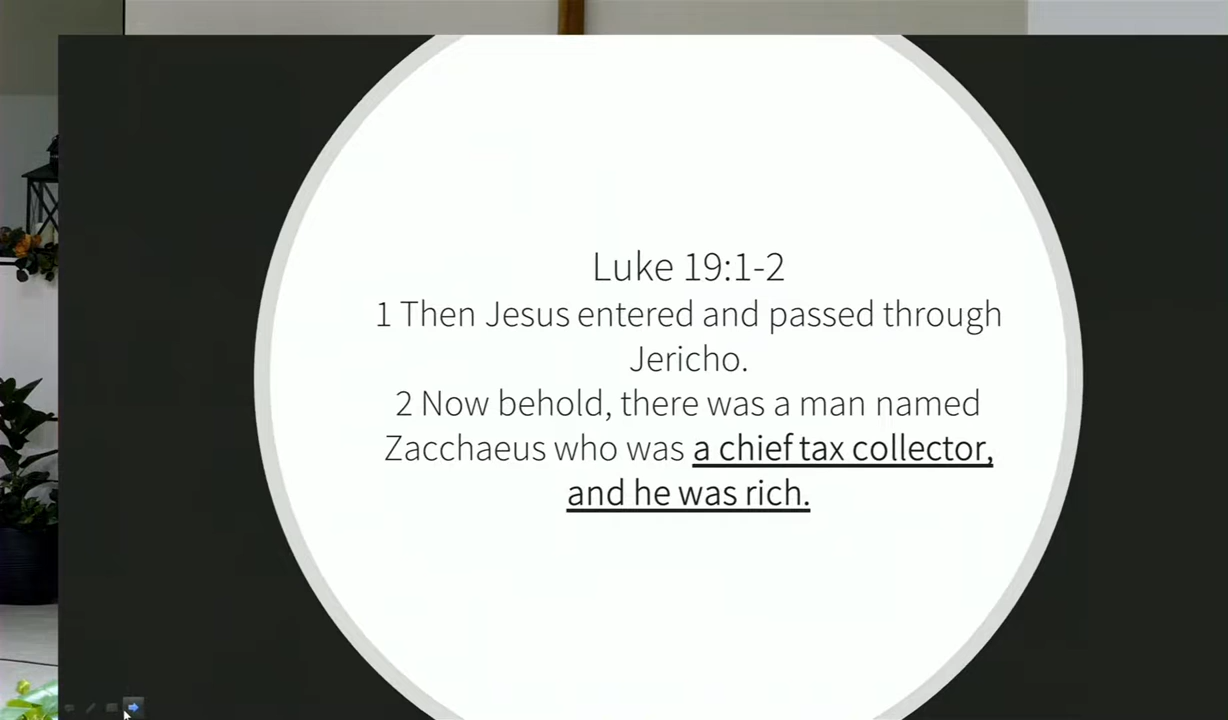 Luke 19:1-2
1 Then Jesus entered and passed through
Jericho.
2 Now behold, there was a man named
Zacchaeus who was a chief tax collector,
and he was rich.